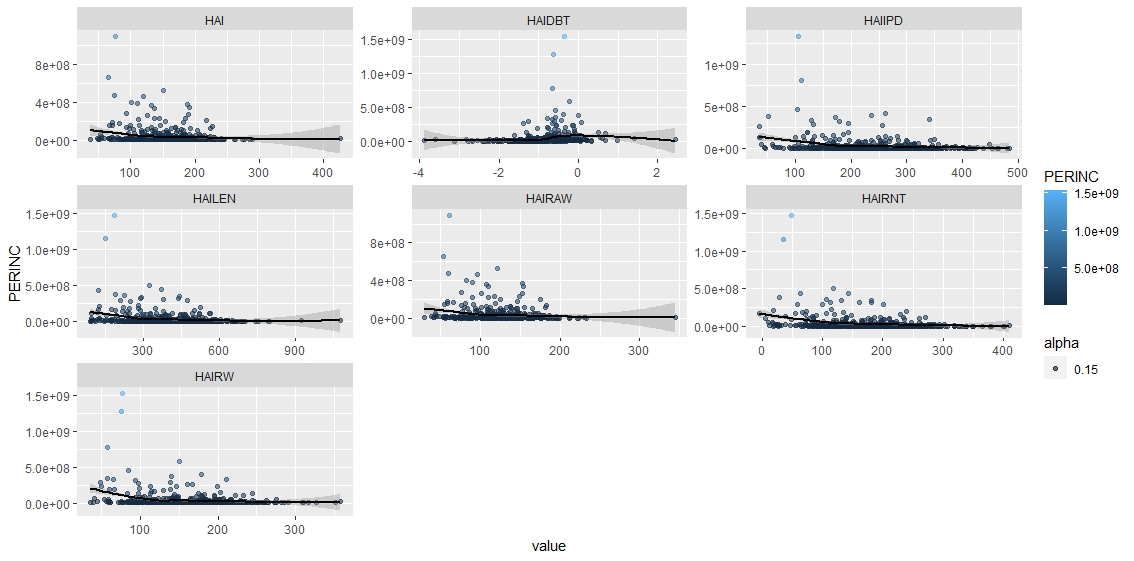 HAI
HAIDBT
HAIIPD
8e+08
4e+08
0e+00
100
200
300
400
1.5e+09
1.0e+09
5.0e+08
0.0e+00
-4
-2
0
2
1e+09
5e+08
0e+00
100
200
300
400
500
HAILEN
HAIRAW
HAIRNT
1.5e+09
1.0e+09
5.0e+08
0.0e+00
300
600
900
8e+08
4e+08
0e+00
100
200
300
1.5e+09
1.0e+09
5.0e+08
0.0e+00
0
100
200
300
400
HAIRW
1.5e+09
1.0e+09
5.0e+08
0.0e+00
100
200
300
PERINC
value
PERINC
1.5e+09
1.0e+09
5.0e+08
alpha
0.15